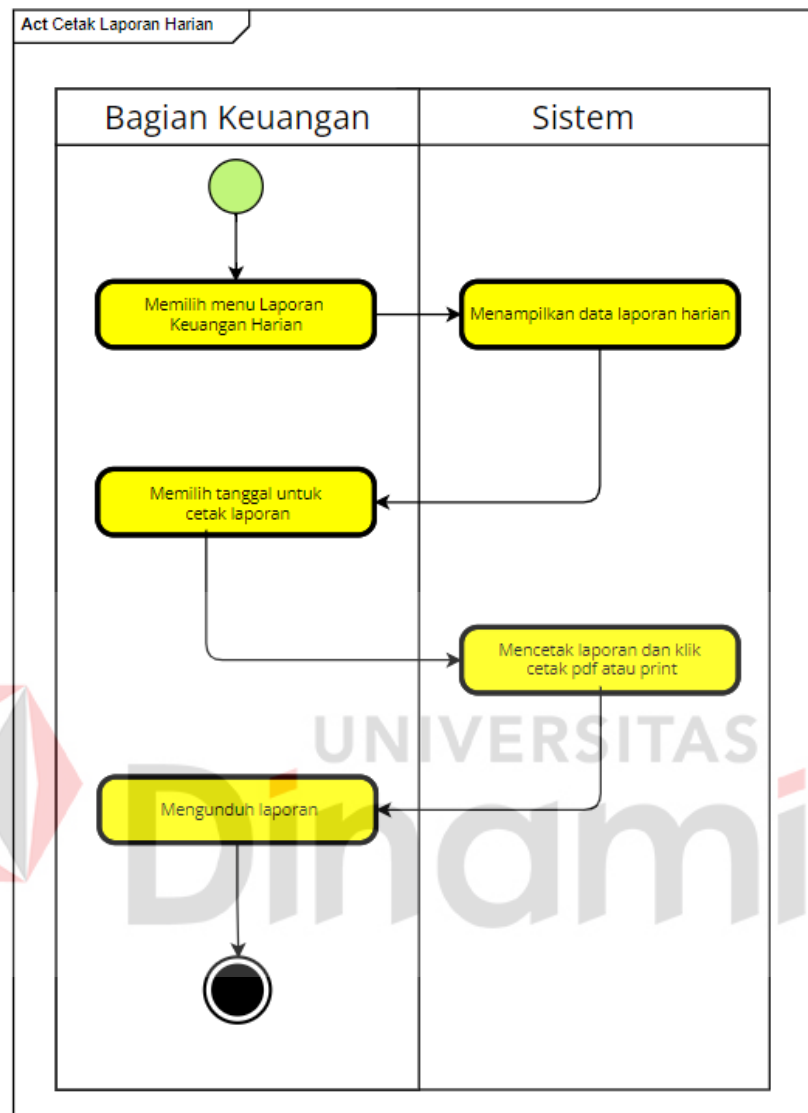 Act Cetak Laporan Harian
Bagian Keuangan
Sistem
Memilih menu Laporan
Keuangan Harian
Menampilkan data laporan harian
Memilih tanggal untuk
cetak laporan
Mencetak laporan dan klik
cetak pdf atau print
UNIVERSITAS
Dinami
Mengunduh laporan